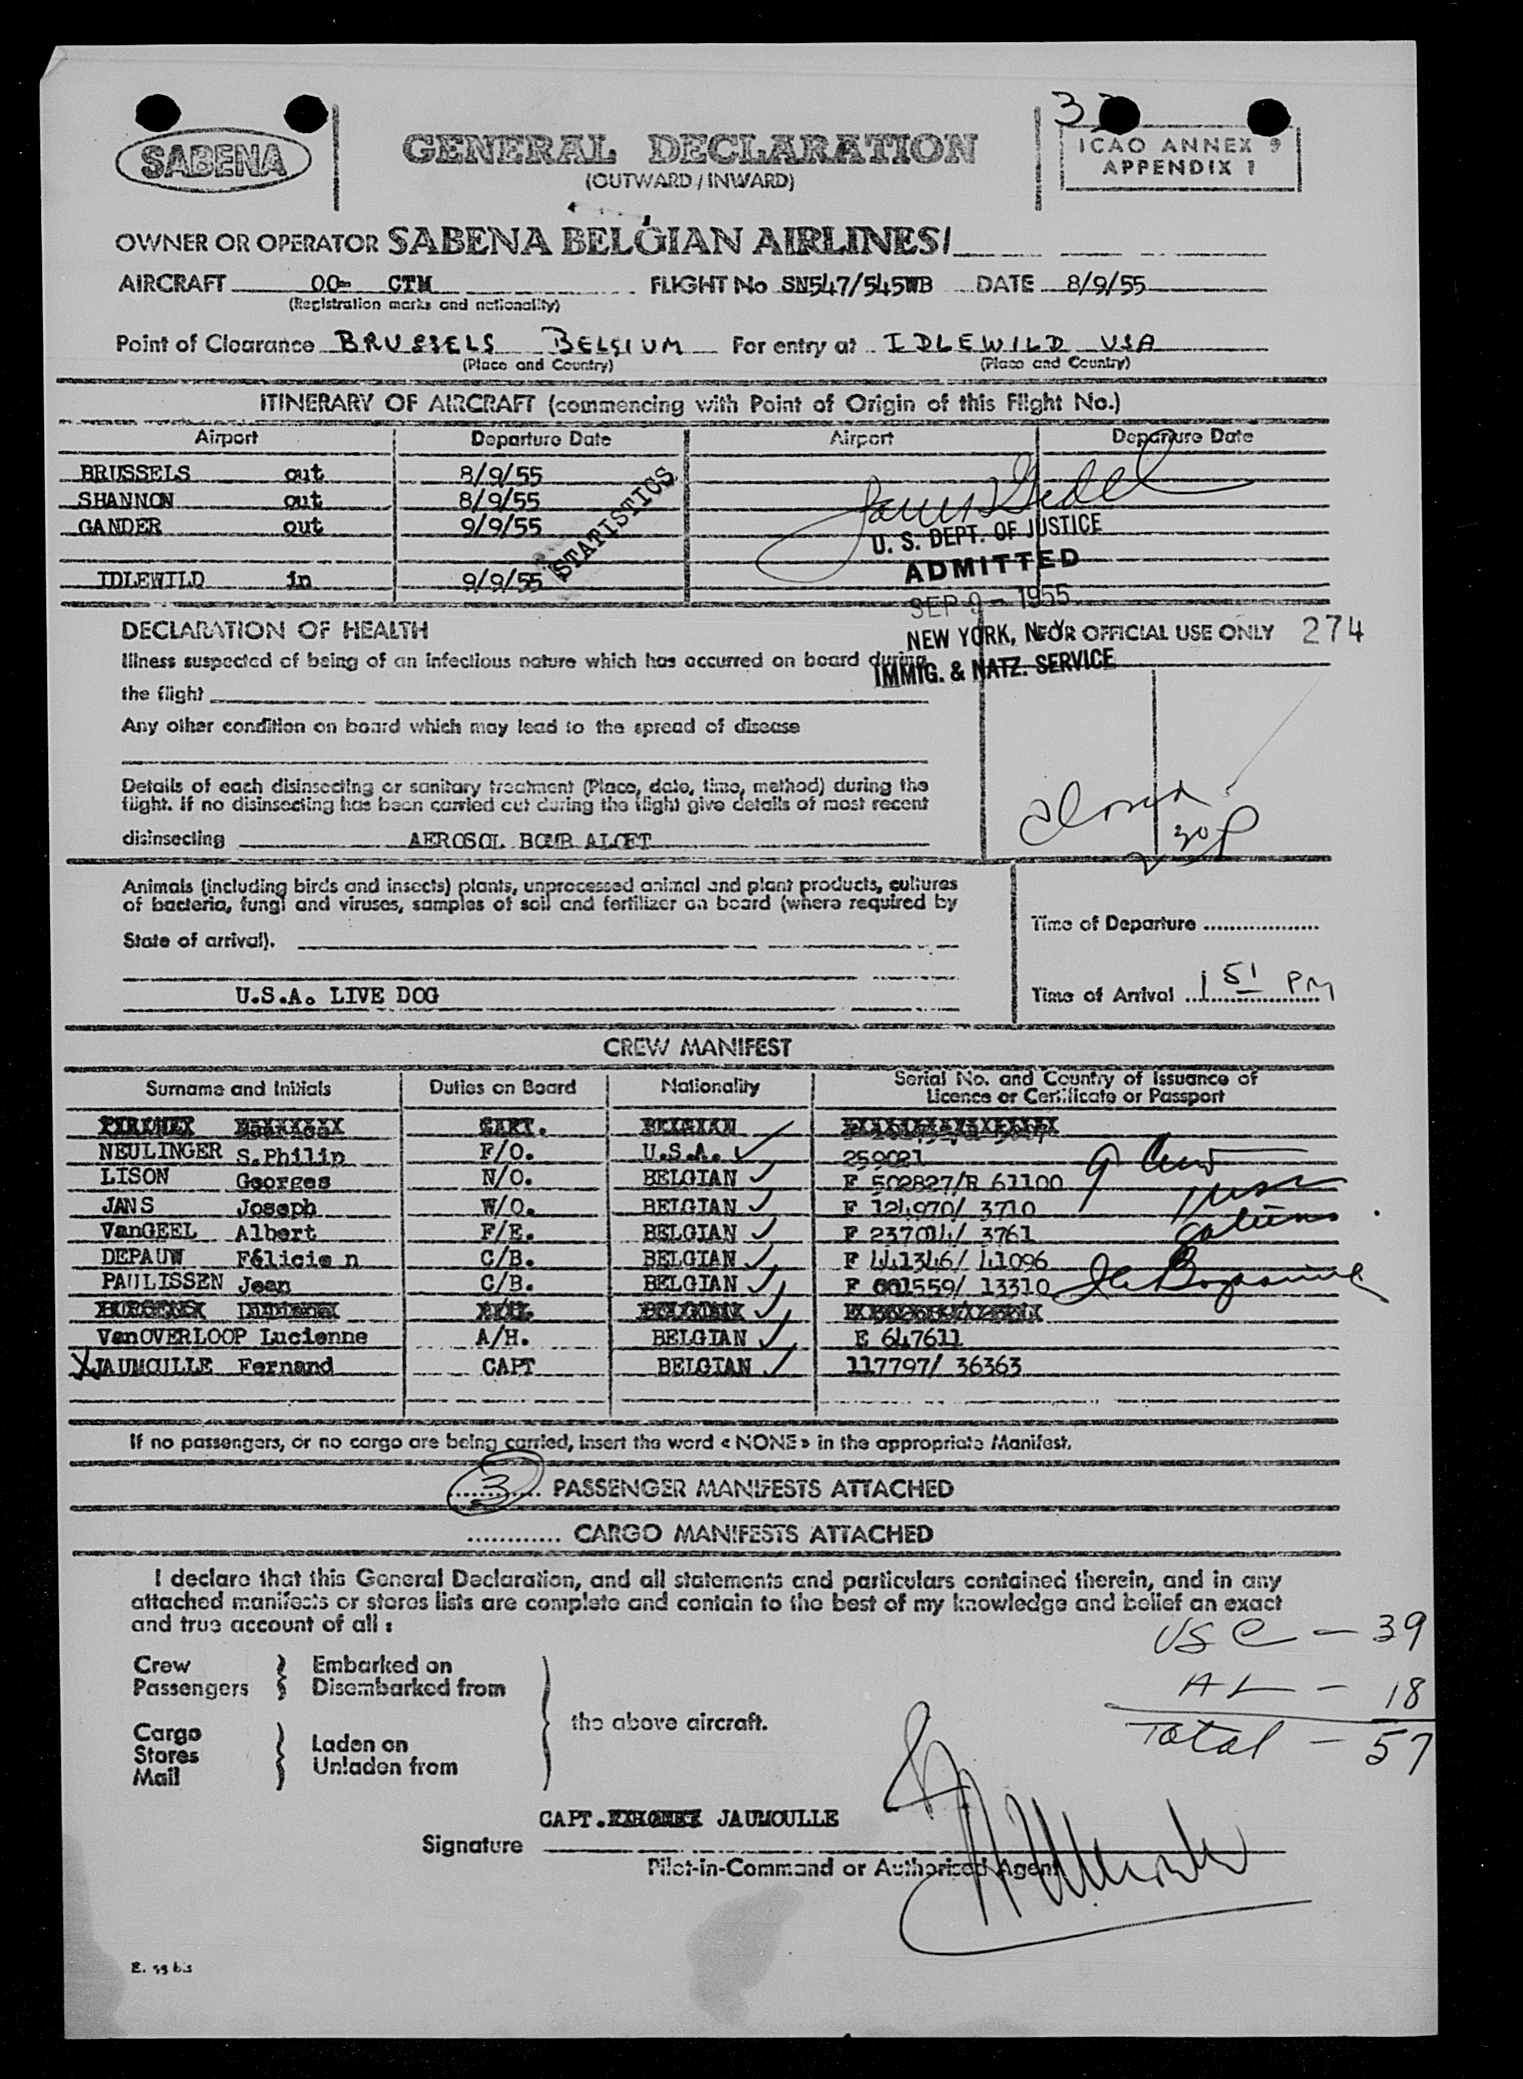 SABENA
GENERAL DECLARATION
(OUTWARD / INWARD)
ICAO ANNEX 9
APPENDIX 1
OWNER OR OPERATOR SABENA BELGIAN AIRLINES/
AIRCRAFT OO- CTM FLIGHT No SN547/545WB DATE 8/9/55
(Registration marks and nationality)
Point of Clearance BRUSSELS BELGIUM For entry at IDLEWILD USA
(Place and Country) (Place and Country)
ITINERARY OF AIRCRAFT (commencing with Point of Origin of this Flight No.)
Airport Departure Date Airport Departure Date
BRUSSELS out 8/9/55
SHANNON out 8/9/55
GANDER out 9/9/55
IDLEWILD in 9/9/55
STATISTICS
U. S. DEPT. OF JUSTICE
ADMITTED
SEP 9 - 1955
NEW YORK, N.Y.
IMMIG. & NATZ. SERVICE
FOR OFFICIAL USE ONLY 274
DECLARATION OF HEALTH
Illness suspected of being of an infectious nature which has occurred on board during
the flight
Any other condition on board which may lead to the spread of disease
Details of each disinsecting or sanitary treatment (Place, date, time, method) during the
flight. If no disinsecting has been carried out during the flight give details of most recent
disinsecting AEROSOL BOMB ALOFT
Animals (including birds and insects) plants, unprocessed animal and plant products, cultures
of bacteria, fungi and viruses, samples of soil and fertilizer on board (where required by
State of arrival).
U.S.A. LIVE DOG
Time of Departure
Time of Arrival 1 51 PM
CREW MANIFEST
Surname and Initials Duties on Board Nationality Serial No. and Country of Issuance of
Licence or Certificate or Passport
NEULINGER S.Philip F/O. U.S.A. 259021
LISON Georges N/O. BELGIAN F 502827/R 61100
JANS Joseph W/O. BELGIAN F 124970/ 3710
VanGEEL Albert F/E. BELGIAN F 237014/ 3761
DEPAUW Félicien C/B. BELGIAN F 441346/ 41096
PAULISSEN Jean C/B. BELGIAN F 601559/ 13310
VanOVERLOOP Lucienne A/H. BELGIAN E 647611
X JAUMOULLE Fernand CAPT BELGIAN 117797/ 36363
If no passengers, or no cargo are being carried, insert the word « NONE » in the appropriate Manifest.
3 PASSENGER MANIFESTS ATTACHED
............ CARGO MANIFESTS ATTACHED
I declare that this General Declaration, and all statements and particulars contained therein, and in any
attached manifests or stores lists are complete and contain to the best of my knowledge and belief an exact
and true account of all :
USC - 39
AL - 18
Total - 57
Crew Embarked on
Passengers Disembarked from
the above aircraft.
Cargo
Stores Laden on
Mail Unladen from
CAPT. JAUMOULLE
Signature
Pilot-in-Command or Authorised Agent
E. 99 bis